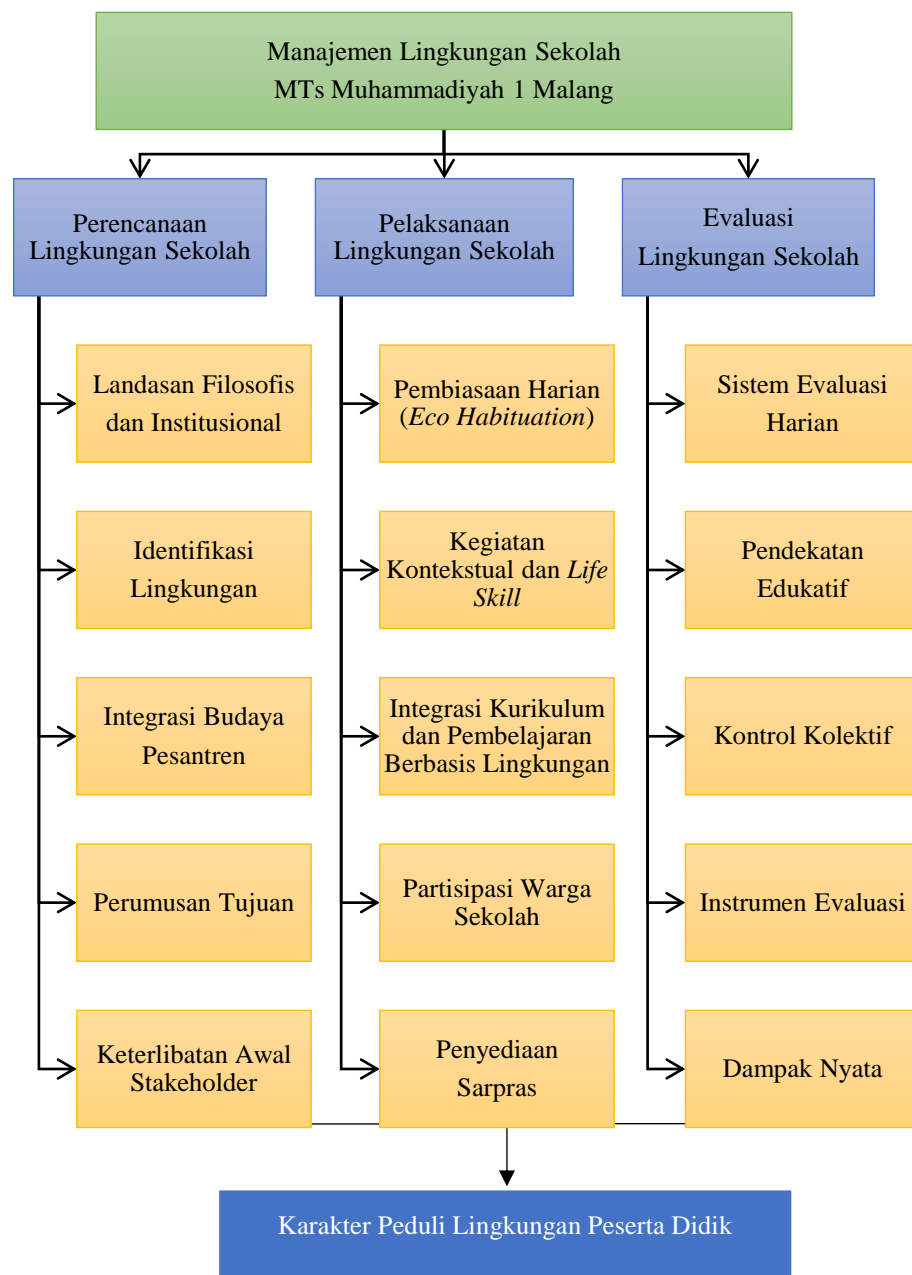 Manajemen Lingkungan Sekolah
MTs Muhammadiyah 1 Malang
Perencanaan
Lingkungan Sekolah
Pelaksanaan
Lingkungan Sekolah
Evaluasi
Lingkungan Sekolah
Landasan Filosofis
dan Institusional
Pembiasaan Harian
(Eco Habituation)
Sistem Evaluasi
Harian
Identifikasi
Lingkungan
Kegiatan
Kontekstual dan Life
Skill
Pendekatan
Edukatif
Integrasi Budaya
Pesantren
Integrasi Kurikulum
dan Pembelajaran
Berbasis Lingkungan
Kontrol Kolektif
Perumusan Tujuan
Partisipasi Warga
Sekolah
Instrumen Evaluasi
Keterlibatan Awal
Stakeholder
Penyediaan
Sarpras
Dampak Nyata
Karakter Peduli Lingkungan Peserta Didik